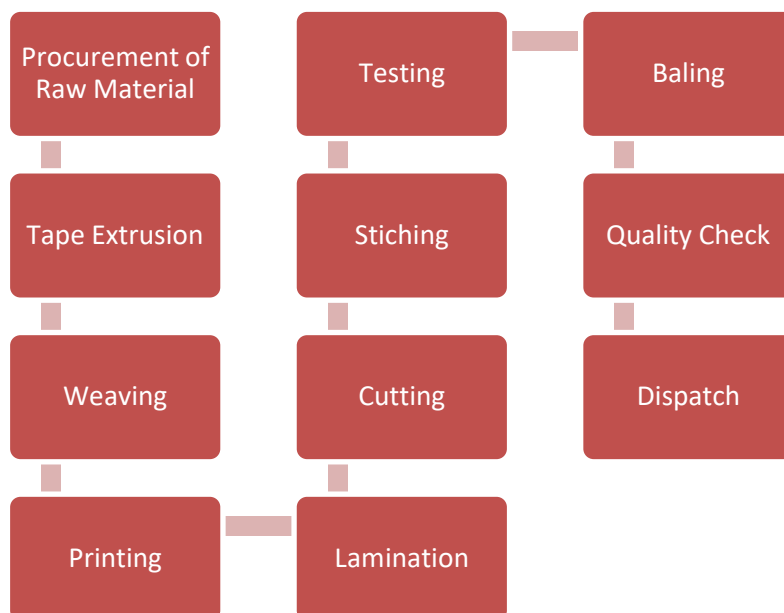 Procurement of
Raw Material
Tape Extrusion
Weaving
Printing
Lamination
Cutting
Stiching
Testing
Baling
Quality Check
Dispatch